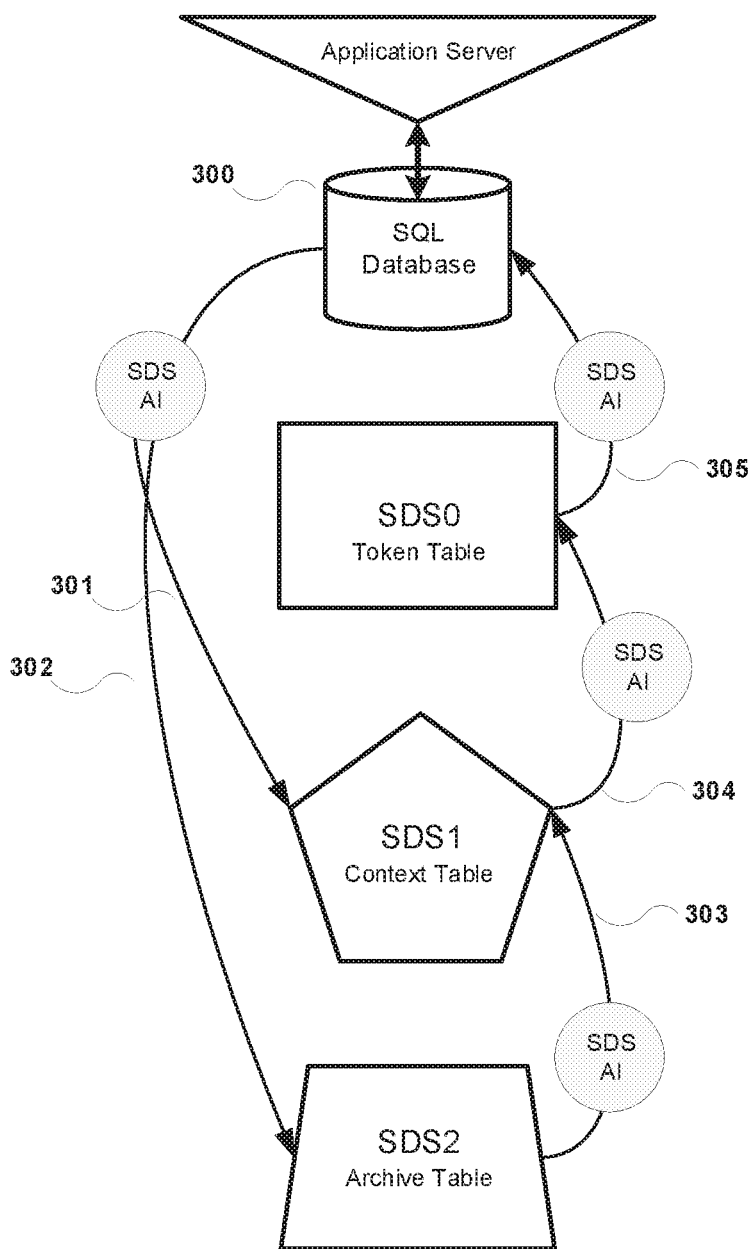 Application Server
300
SQL
Database
SDS
AI
SDS
AI
305
SDS0
Token Table
301
302
SDS
AI
304
SDS1
Context Table
303
SDS
AI
SDS2
Archive Table